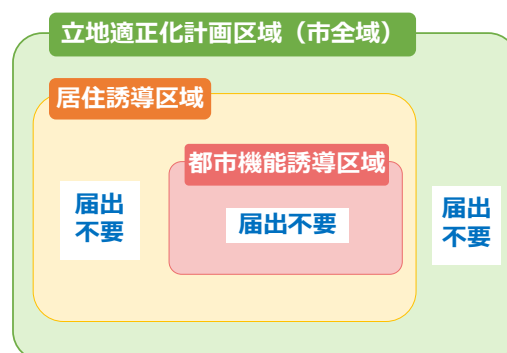 立地適正化計画区域（市全域）
居住誘導区域
都市機能誘導区域
届出
不要
届出不要
届出
不要